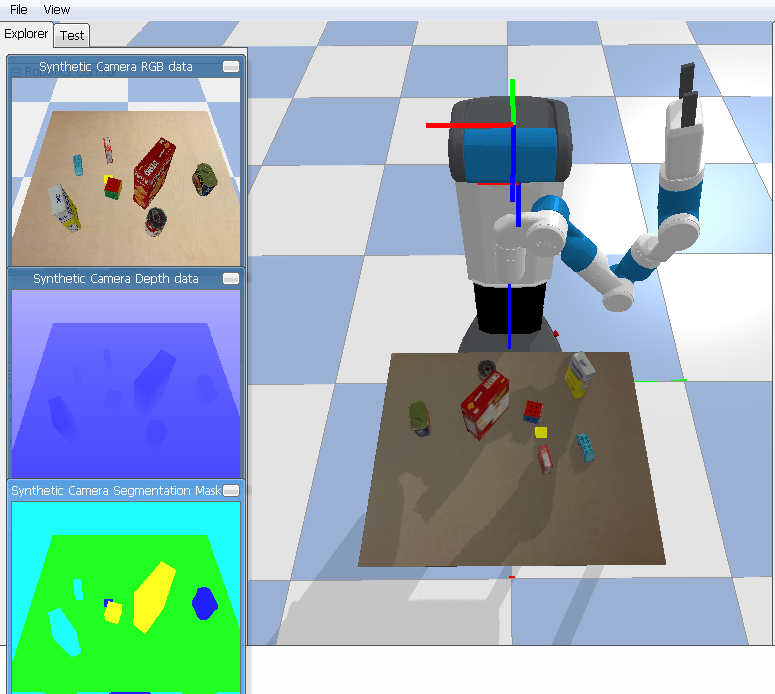 File View
Explorer Test
Synthetic Camera RGB data
Synthetic Camera Depth data
Synthetic Camera Segmentation Mask